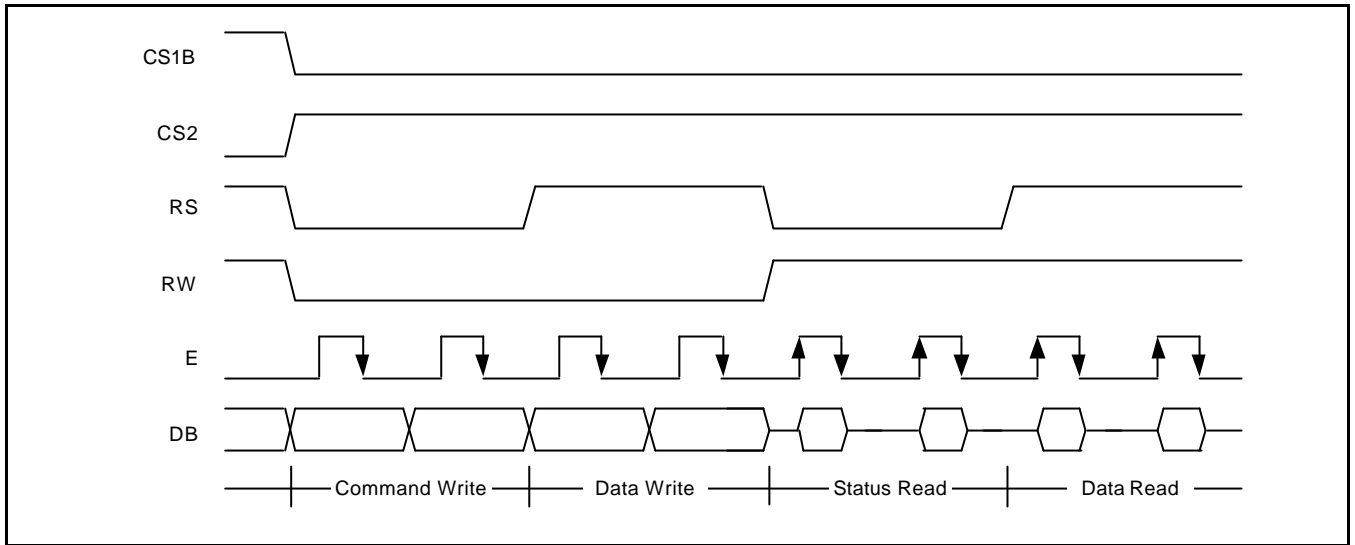 CS1B
CS2
RS
RW
E
DB
Command Write
Data Write
Status Read
Data Read